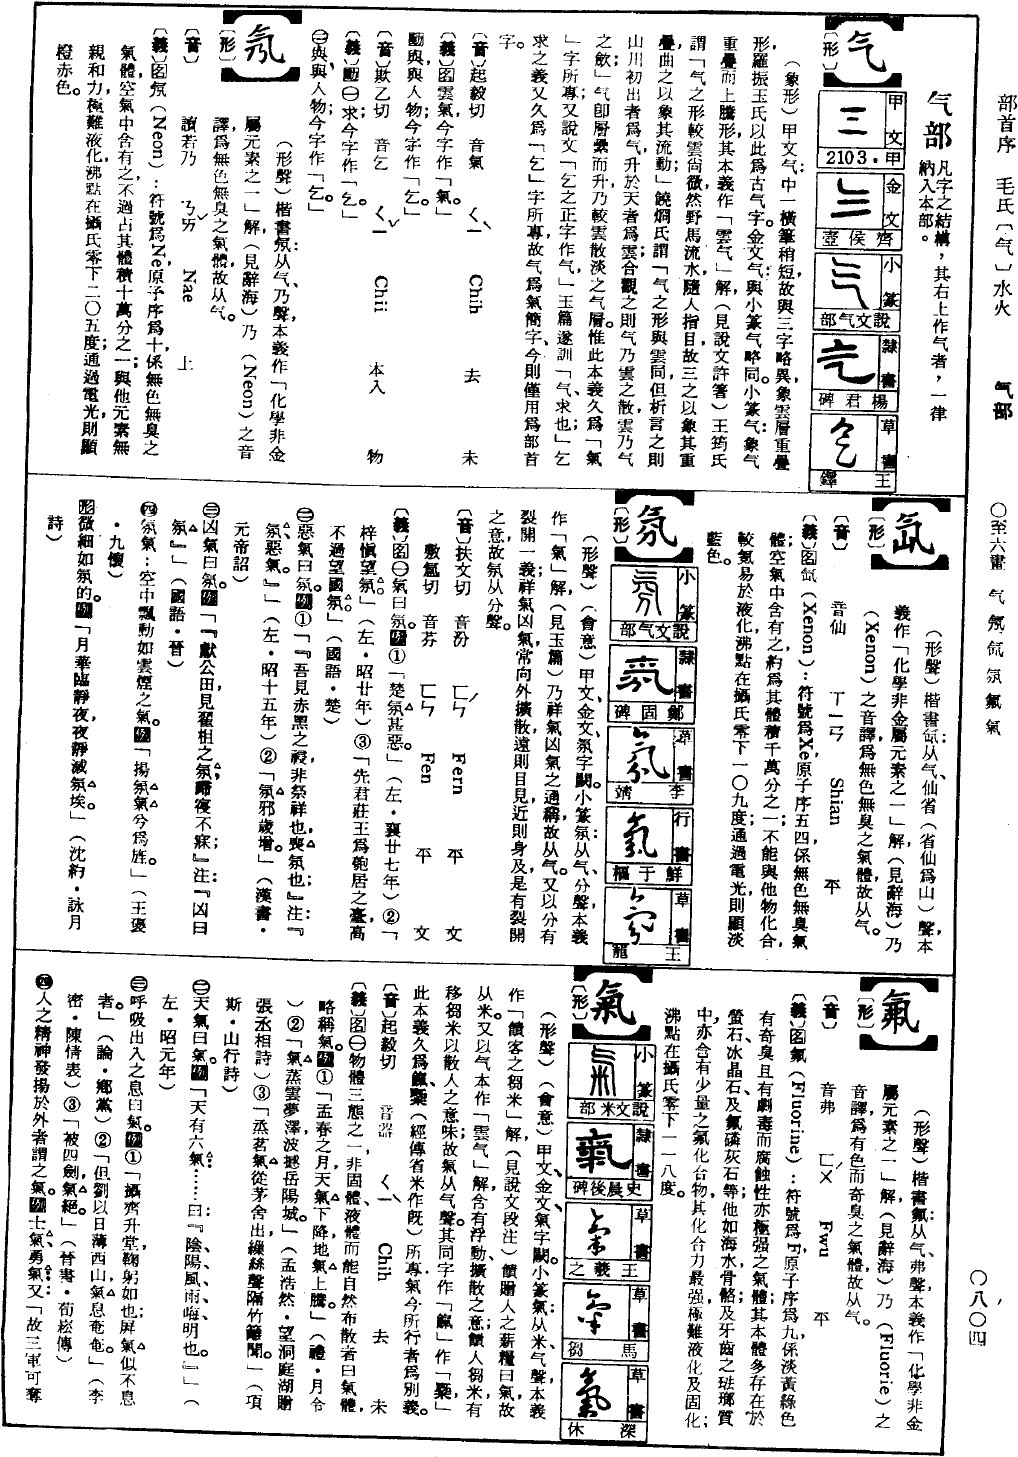 部首序　毛氏〔气〕水火　气部　〇至六畫　气氖氙氛氟氣　〇八〇四
气部 凡字之結構，其右上作气者，一律
納入本部。
气
甲文 甲·2103
金文 齊侯壺
小篆 說文气部
隸書 楊君碑
草書 王鐸
〔形〕（象形）甲文气：中一橫筆稍短，故與三字略異，象雲層重疊
形，羅振玉氏以此爲古气字。金文气：與小篆气略同。小篆气：象气
重疊而上騰形，其本義作「雲气」解（見說文許箸）王筠氏
謂「气之形較雲尙微，然野馬流水，隨人指目，故三之以象其重
疊，曲之以象其流動」；饒炯氏謂「气之形與雲同，但析言之則
山川初出者爲气，升於天者爲雲，合觀之則气乃雲之散，雲乃气
之歛」，气卽層纍而升，乃較雲散淡之气層。惟此本義久爲「氣
」字所專，又說文「乞之正字作气」，玉篇遂訓「气、求也」，乞
求之義又久爲「乞」字所專，故气爲氣簡字，今則僅用爲部首
字。
〔音〕起毅切　音氣　ㄑㄧˋ　Chih　去　未
〔義〕名雲氣，今字作「氣。」
動與，與人物；今字作「乞。」
〔音〕欺乙切　音乞　ㄑㄧˇ　Chii　本入　物
〔義〕動㊀求，今字作「乞。」
㊁與，與人物，今字作「乞。」
氖
〔形〕（形聲）楷書氖：从气，乃聲，本義作「化學非金
屬元素之一」解（見辭海）乃（Neon）之音
譯，爲無色無臭之氣體，故从气。
〔音〕讀若乃　ㄋㄞˇ　Nae　上
〔義〕名氖（Neon）：符號爲Ne，原子序爲十，係無色無臭之
氣體，空氣中含有之，不過占其體積十萬分之一；與他元素無
親和力，極難液化，沸點在攝氏零下二〇五度；通過電光，則顯
橙赤色。
氙
〔形〕（形聲）楷書氙：从气，仙省（省仙爲山）聲，本
義作「化學非金屬元素之一」解（見辭海）乃
（Xenon）之音譯，爲無色無臭之氣體，故从气。
〔音〕音仙　ㄒㄧㄢ　Shian　平
〔義〕名氙（Xenon）：符號爲Xe，原子序五四，係無色無臭氣
體，空氣中含有之，約爲其體積千萬分之一，不能與他物化合，
較氪易於液化，沸點在攝氏零下一〇九度，通過電光，則顯淡
藍色。
氛
小篆 說文气部
隸書 鄭固碑
草書 李靖
行書 鮮于樞
草書 王寵
〔形〕（形聲）（會意）甲文、金文氛字闕。小篆氛：从气，分聲，本義
作「氣」解（見玉篇）乃祥氣凶氣之通稱，故从气。又以分有
裂開一義，祥氣凶氣常向外擴散，遠則目見，近則身及，是有裂開
之意，故氛从分聲。
〔音〕扶文切　音汾　ㄈㄣˊ　Fern　平　文
敷氳切　音芬　ㄈㄣ　Fen　平　文
〔義〕名㊀氣曰氛。例①「楚氛甚惡。」（左·襄廿七年）②「
梓愼望氛。」（左·昭廿年）③「先君莊王爲匏居之臺，高
不過望國氛。」（國語·楚）
㊁惡氣曰氛。例①「『吾見赤黑之祲，非祭祥也，喪氛也』注：『
氛，惡氣。』」（左·昭十五年）②「氛邪歲增。」（漢書·
元帝詔）
㊂凶氣曰氛。例「『獻公田，見翟柤之氛，歸寢不寐；』注：『凶曰
氛』」（國語·晉）
㊃氛氣：空中飄動如雲煙之氣。例「揚氛氣兮爲旌。」（王褒
·九懷）
形微細如氛的。例「月華臨靜夜，夜靜滅氛埃。」（沈約·詠月
詩）
氟
〔形〕（形聲）楷書氟：从气，弗聲，本義作「化學非金
屬元素之一」解（見辭海）乃（Fluorie）之
音譯，爲有色而奇臭之氣體，故从气。
〔音〕音弗　ㄈㄨˊ　Fwu　平
〔義〕名氟（Fluorine）：符號爲F，原子序爲九，係淡黃綠色
有奇臭且有劇毒而腐蝕性亦極强之氣體；其本體多存在於
螢石、冰晶石及氟磷灰石等，他如海水、骨骼及牙齒之琺瑯質
中，亦含有少量之氟化合物，其化合力最强，極難液化及固化；
沸點在攝氏零下一一八度。
氣
小篆 說文米部
隸書 史晨後碑
草書 王羲之
草書 司馬芻
草書 深休
〔形〕（形聲）（會意）甲文、金文氣字闕。小篆氣：从米，气聲，本義
作「饋客之芻米」解（見說文段注）饋贈人之薪糧曰氣，故
从米。又以气本作「雲气」解，含有浮動擴散之意，饋人芻米，有
移芻米以散人之意味，故氣从气聲。其同字作「餼」作「槩」，
此本義久爲餼、槩（經傳省米作旣）所專，氣今所行者爲別義。
〔音〕起毅切　音器　ㄑㄧˋ　Chih　去　未
〔義〕名㊀物體三態之一，非固體液體而能自然布散者曰氣體，
略稱氣。例①「孟春之月，天氣下降，地氣上騰。」（禮·月令
）②「氣蒸雲夢澤，波撼岳陽城。」（孟浩然·望洞庭湖贈
張丞相詩）③「烝茗氣從茅舍出，繰絲聲隔竹籬聞。」（項
斯·山行詩）
㊁天氣曰氣。例「天有六氣……曰：『陰、陽、風、雨、晦、明也。』」（
左·昭元年）
㊂呼吸出入之息曰氣。例①「攝齊升堂，鞠躬如也；屏氣似不息
者。」（論·鄉黨）②「但劉以日薄西山，氣息奄奄。」（李
密·陳情表）③「被四創，氣絕。」（晉書·荀崧傳）
㊃人之精神發揚於外者謂之氣。例士氣，勇氣；又「故三軍可奪